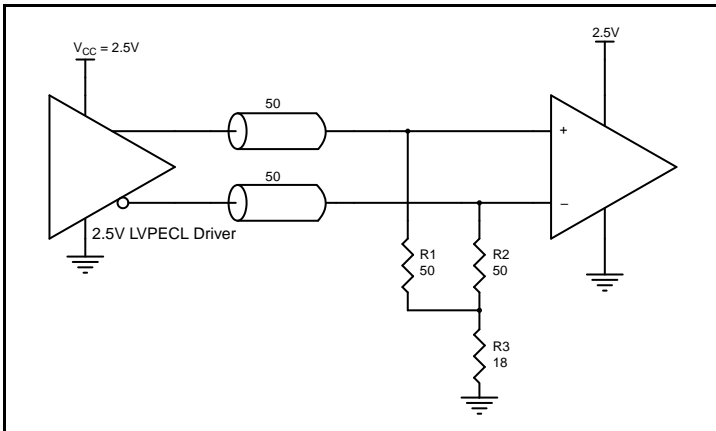 V_CC = 2.5V
2.5V
50
+
50
–
2.5V LVPECL Driver
R1
50
R2
50
R3
18